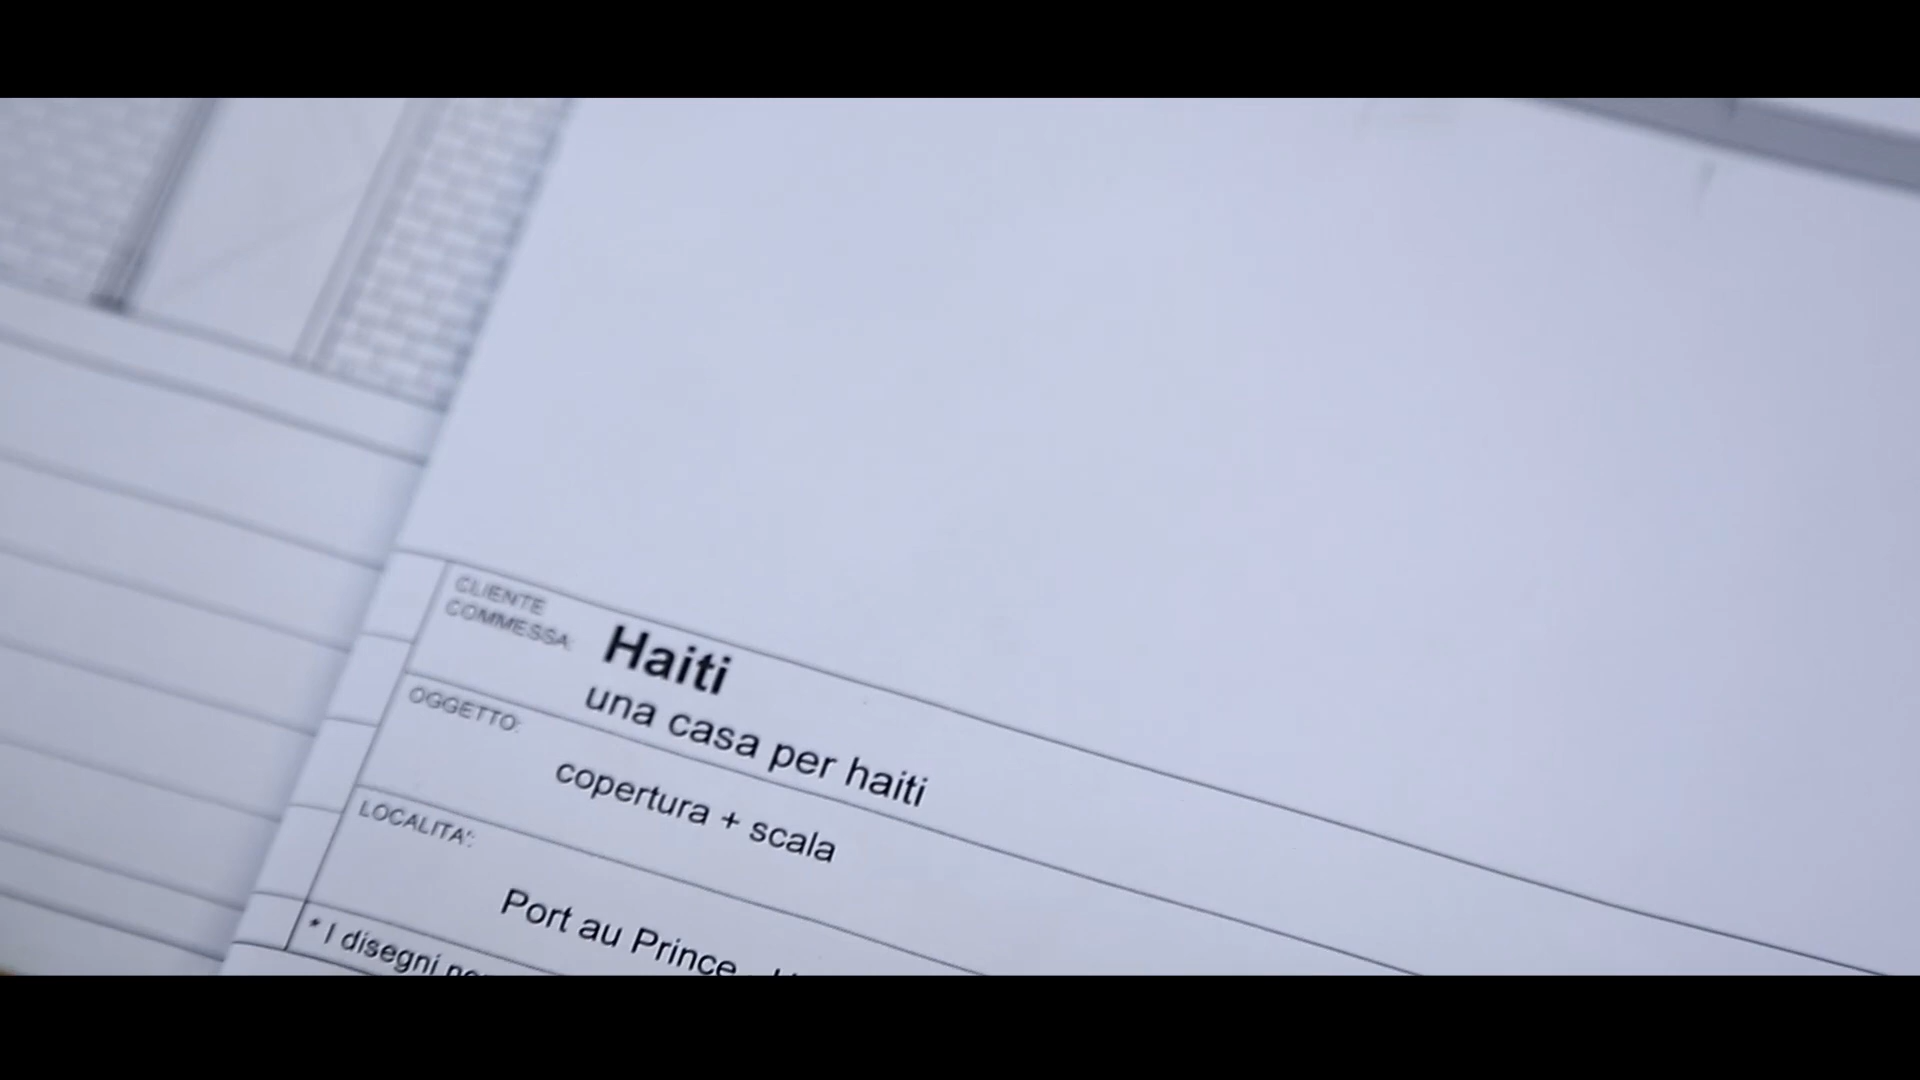 CLIENTE
COMMESSA:
Haiti
una casa per haiti
OGGETTO:
copertura + scala
LOCALITA':
Port au Prince
* I disegni